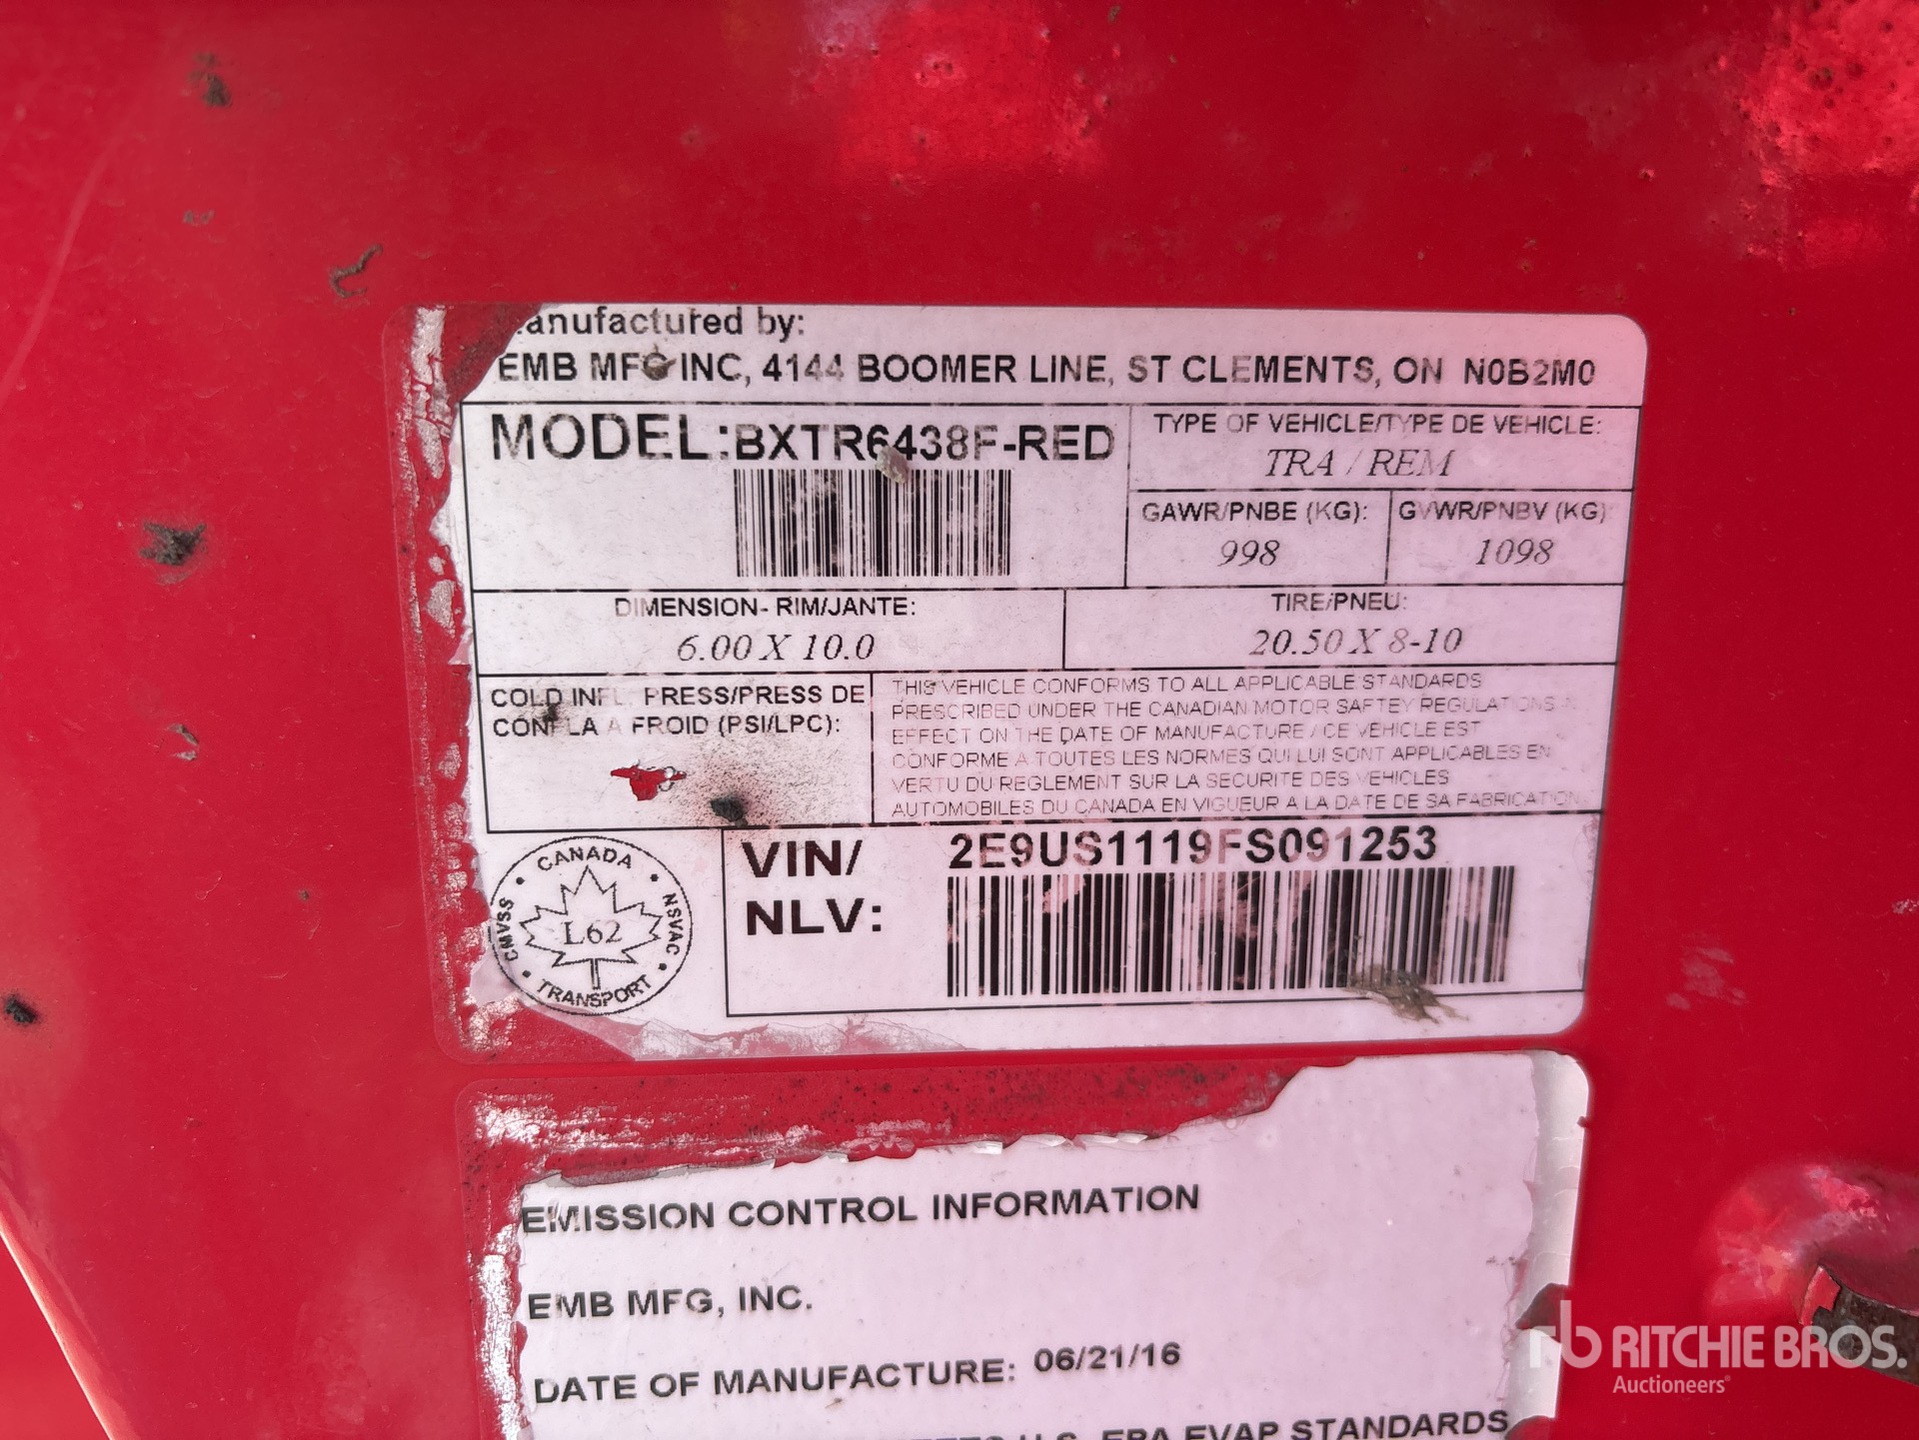 anufactured by:
EMB MFG INC, 4144 BOOMER LINE, ST CLEMENTS, ON N0B2M0
MODEL:BXTR6438F-RED
TYPE OF VEHICLE/TYPE DE VEHICLE:
TRA / REM
GAWR/PNBE (KG):
998
GVWR/PNBV (KG):
1098
DIMENSION- RIM/JANTE:
6.00 X 10.0
TIRE/PNEU:
20.50 X 8-10
COLD INFL. PRESS/PRESS DE
CONFLA A FROID (PSI/LPC):
THIS VEHICLE CONFORMS TO ALL APPLICABLE STANDARDS
PRESCRIBED UNDER THE CANADIAN MOTOR SAFTEY REGULATIONS
EFFECT ON THE DATE OF MANUFACTURE / CE VEHICLE EST
CONFORME A TOUTES LES NORMES QUI LUI SONT APPLICABLES EN
VERTU DU REGLEMENT SUR LA SECURITE DES VEHICLES
AUTOMOBILES DU CANADA EN VIGUEUR A LA DATE DE SA FABRICATION
CANADA
CMVSS
NSVAC
L62
TRANSPORT
VIN/
NLV:
2E9US1119FS091253
EMISSION CONTROL INFORMATION
EMB MFG, INC.
DATE OF MANUFACTURE: 06/21/16
U.S. EPA EVAP STANDARDS
rb RITCHIE BROS.
Auctioneers®